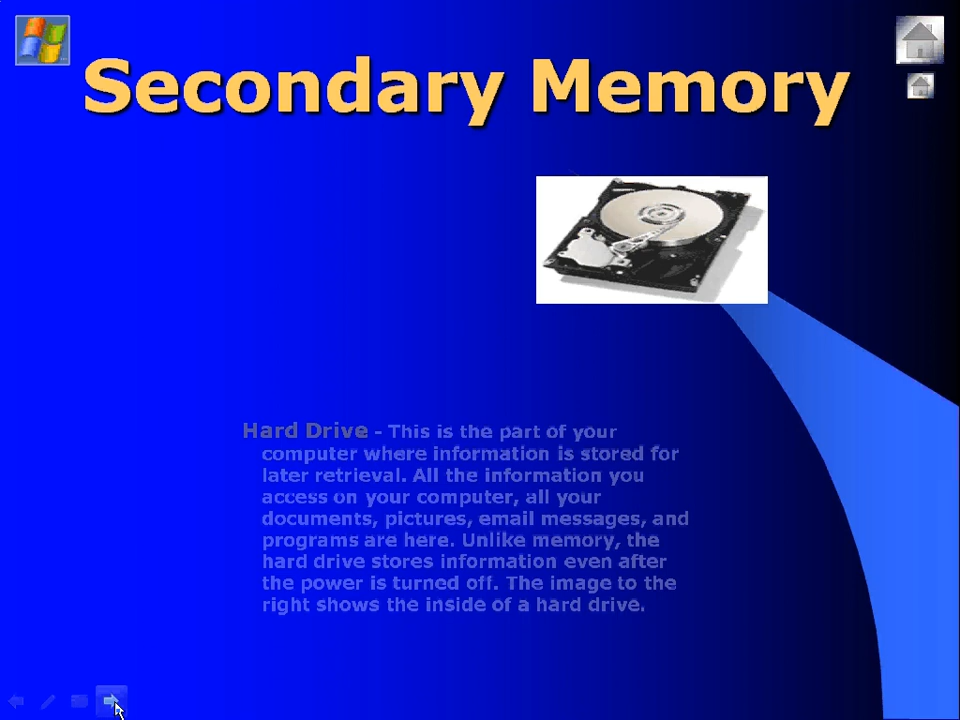 Secondary Memory
Hard Drive - This is the part of your
computer where information is stored for
later retrieval. All the information you
access on your computer, all your
documents, pictures, email messages, and
programs are here. Unlike memory, the
hard drive stores information even after
the power is turned off. The image to the
right shows the inside of a hard drive.